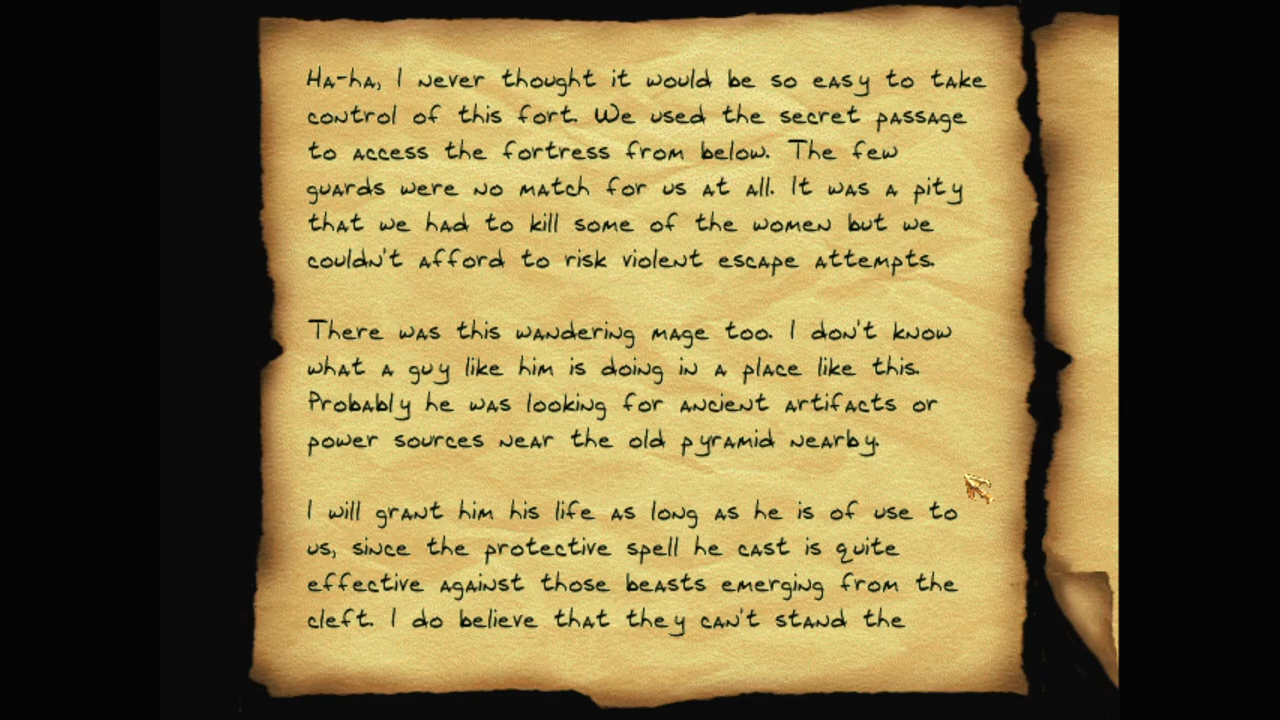 Ha-ha, I never thought it would be so easy to take
control of this fort. We used the secret passage
to access the fortress from below. The few
guards were no match for us at all. It was a pity
that we had to kill some of the women but we
couldn't afford to risk violent escape attempts.
There was this wandering mage too. I don't know
what a guy like him is doing in a place like this.
Probably he was looking for ancient artifacts or
power sources near the old pyramid nearby.
I will grant him his life as long as he is of use to
us, since the protective spell he cast is quite
effective against those beasts emerging from the
cleft. I do believe that they can't stand the